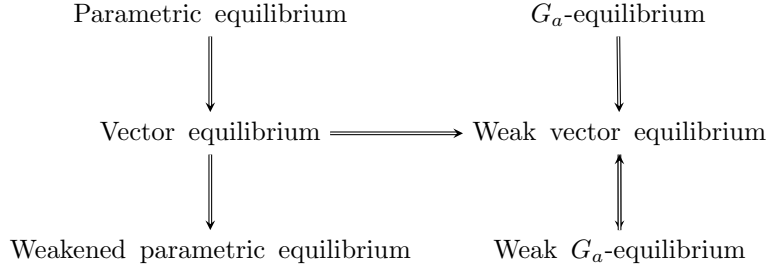 Parametric equilibrium
G_a-equilibrium
Vector equilibrium
Weak vector equilibrium
Weakened parametric equilibrium
Weak G_a-equilibrium